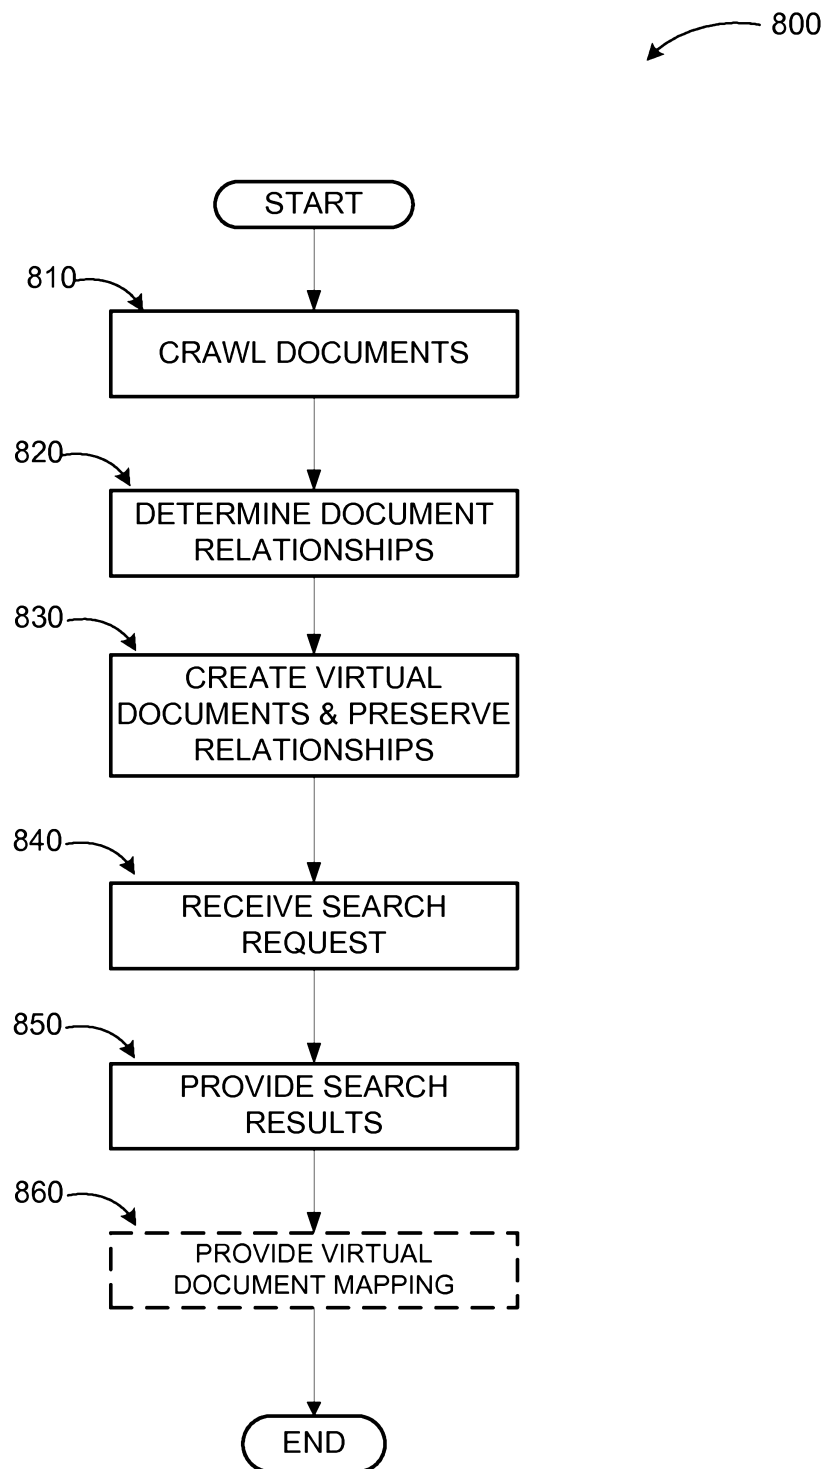 800
START
810
CRAWL DOCUMENTS
820
DETERMINE DOCUMENT
RELATIONSHIPS
830
CREATE VIRTUAL
DOCUMENTS & PRESERVE
RELATIONSHIPS
840
RECEIVE SEARCH
REQUEST
850
PROVIDE SEARCH
RESULTS
860
PROVIDE VIRTUAL
DOCUMENT MAPPING
END